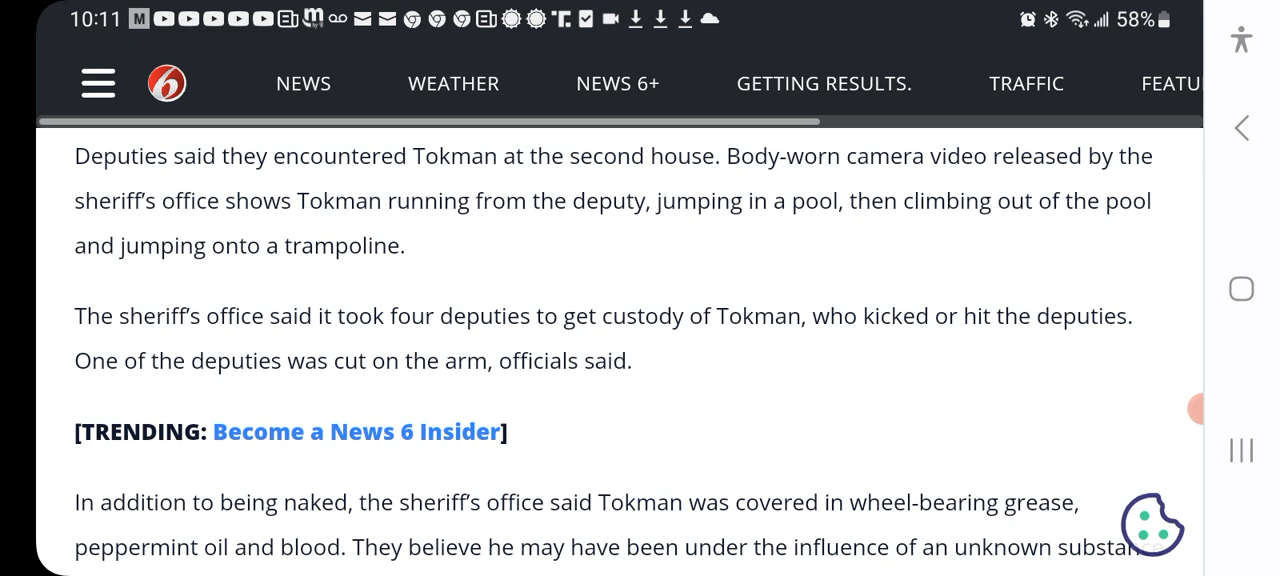 10:11 58%
6 NEWS WEATHER NEWS 6+ GETTING RESULTS. TRAFFIC FEATU
Deputies said they encountered Tokman at the second house. Body-worn camera video released by the
sheriff’s office shows Tokman running from the deputy, jumping in a pool, then climbing out of the pool
and jumping onto a trampoline.
The sheriff’s office said it took four deputies to get custody of Tokman, who kicked or hit the deputies.
One of the deputies was cut on the arm, officials said.
[TRENDING: Become a News 6 Insider]
In addition to being naked, the sheriff’s office said Tokman was covered in wheel-bearing grease,
peppermint oil and blood. They believe he may have been under the influence of an unknown substance